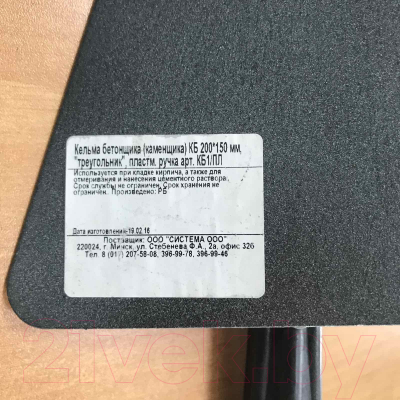 Кельма бетонщика (каменщика) КБ 200*150 мм,
"треугольник", пластм. ручка арт. КБ1/ПЛ
Используется при кладке кирпича, а также для
отмеривания и нанесения цементного раствора.
Срок службы не ограничен. Срок хранения не
ограничен. Произведено: РБ
Дата изготовления-19.02.16
Поставщик: ООО "СИСТЕМА ООО"
220024, г. Минск, ул. Стебенева Ф.А., 2а, офис 326
Тел. 8 (017) 207-58-08, 396-99-78, 396-99-46
21vek.by